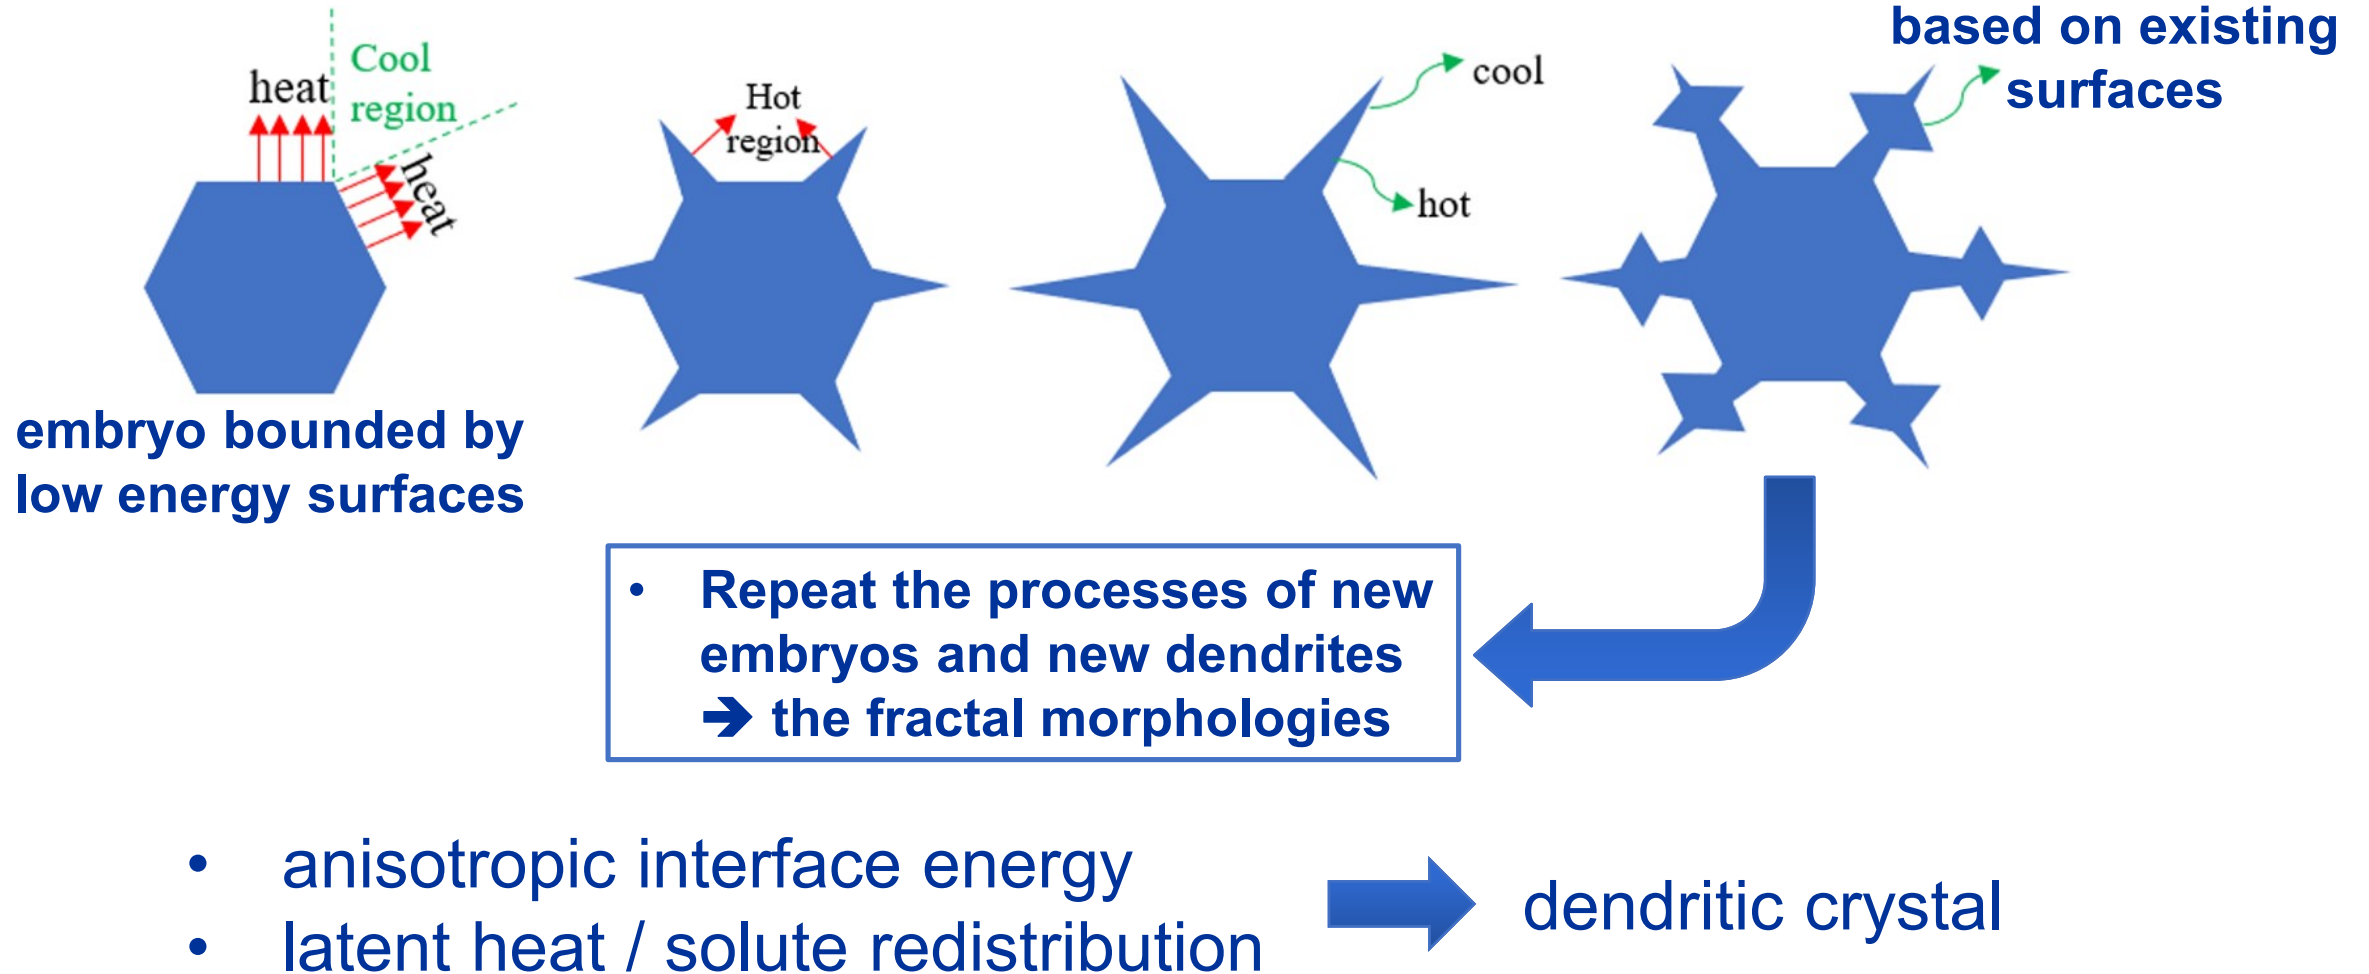 Cool
region
heat
heat
embryo bounded by
low energy surfaces
Hot
region
cool
hot
based on existing
surfaces
• Repeat the processes of new
embryos and new dendrites
➔ the fractal morphologies
• anisotropic interface energy
• latent heat / solute redistribution
dendritic crystal